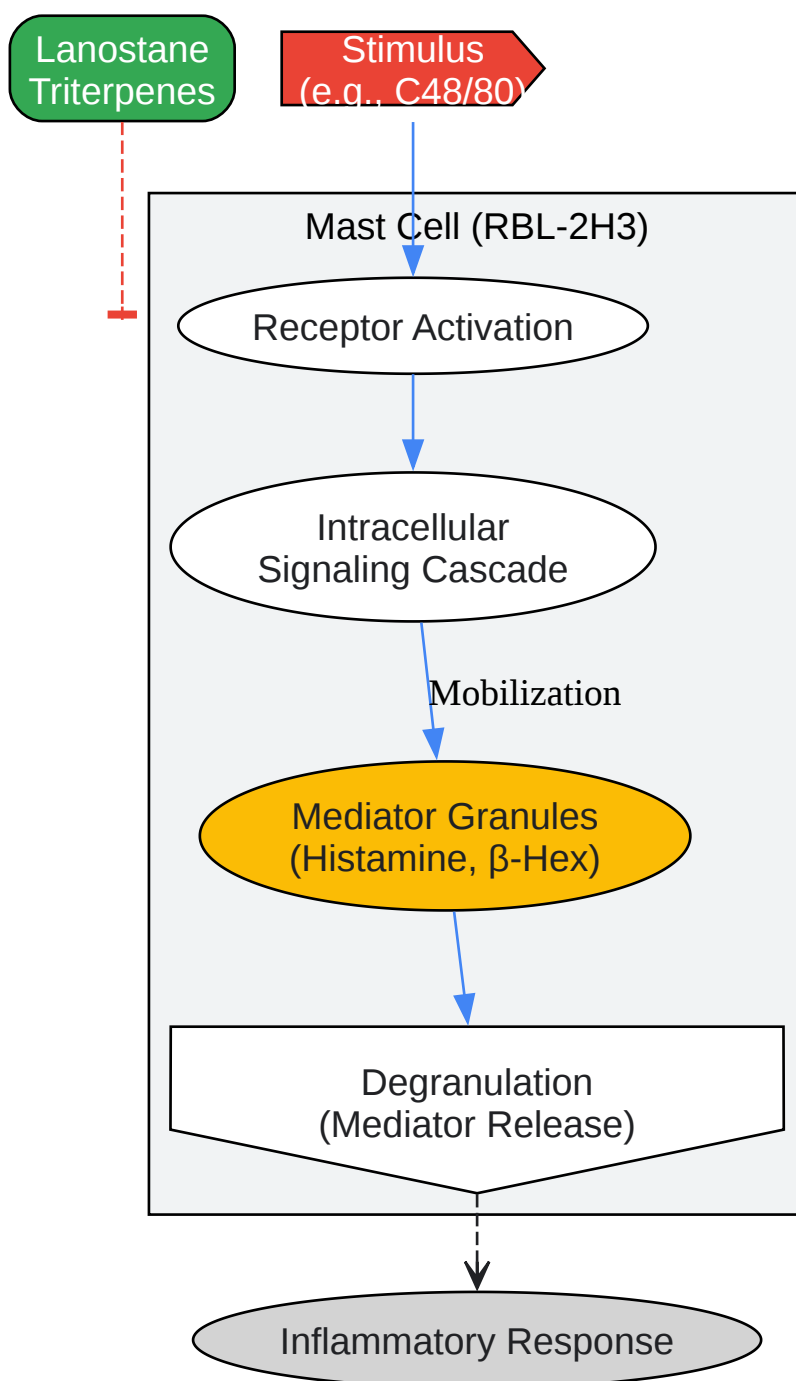 Lanostane
Triterpenes
Stimulus
(e.g., C48/80)
Mast Cell (RBL-2H3)
Receptor Activation
Intracellular
Signaling Cascade
Mobilization
Mediator Granules
(Histamine, β-Hex)
Degranulation
(Mediator Release)
Inflammatory Response